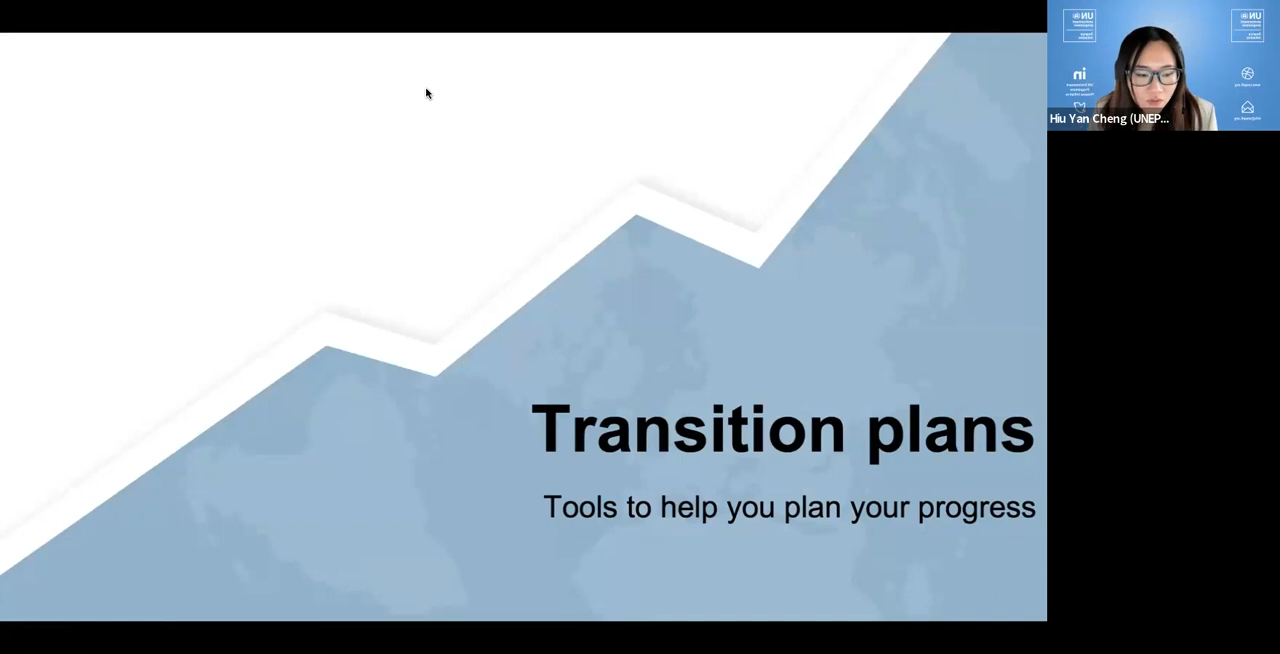 Hiu Yan Cheng (UNEP...
Transition plans
Tools to help you plan your progress